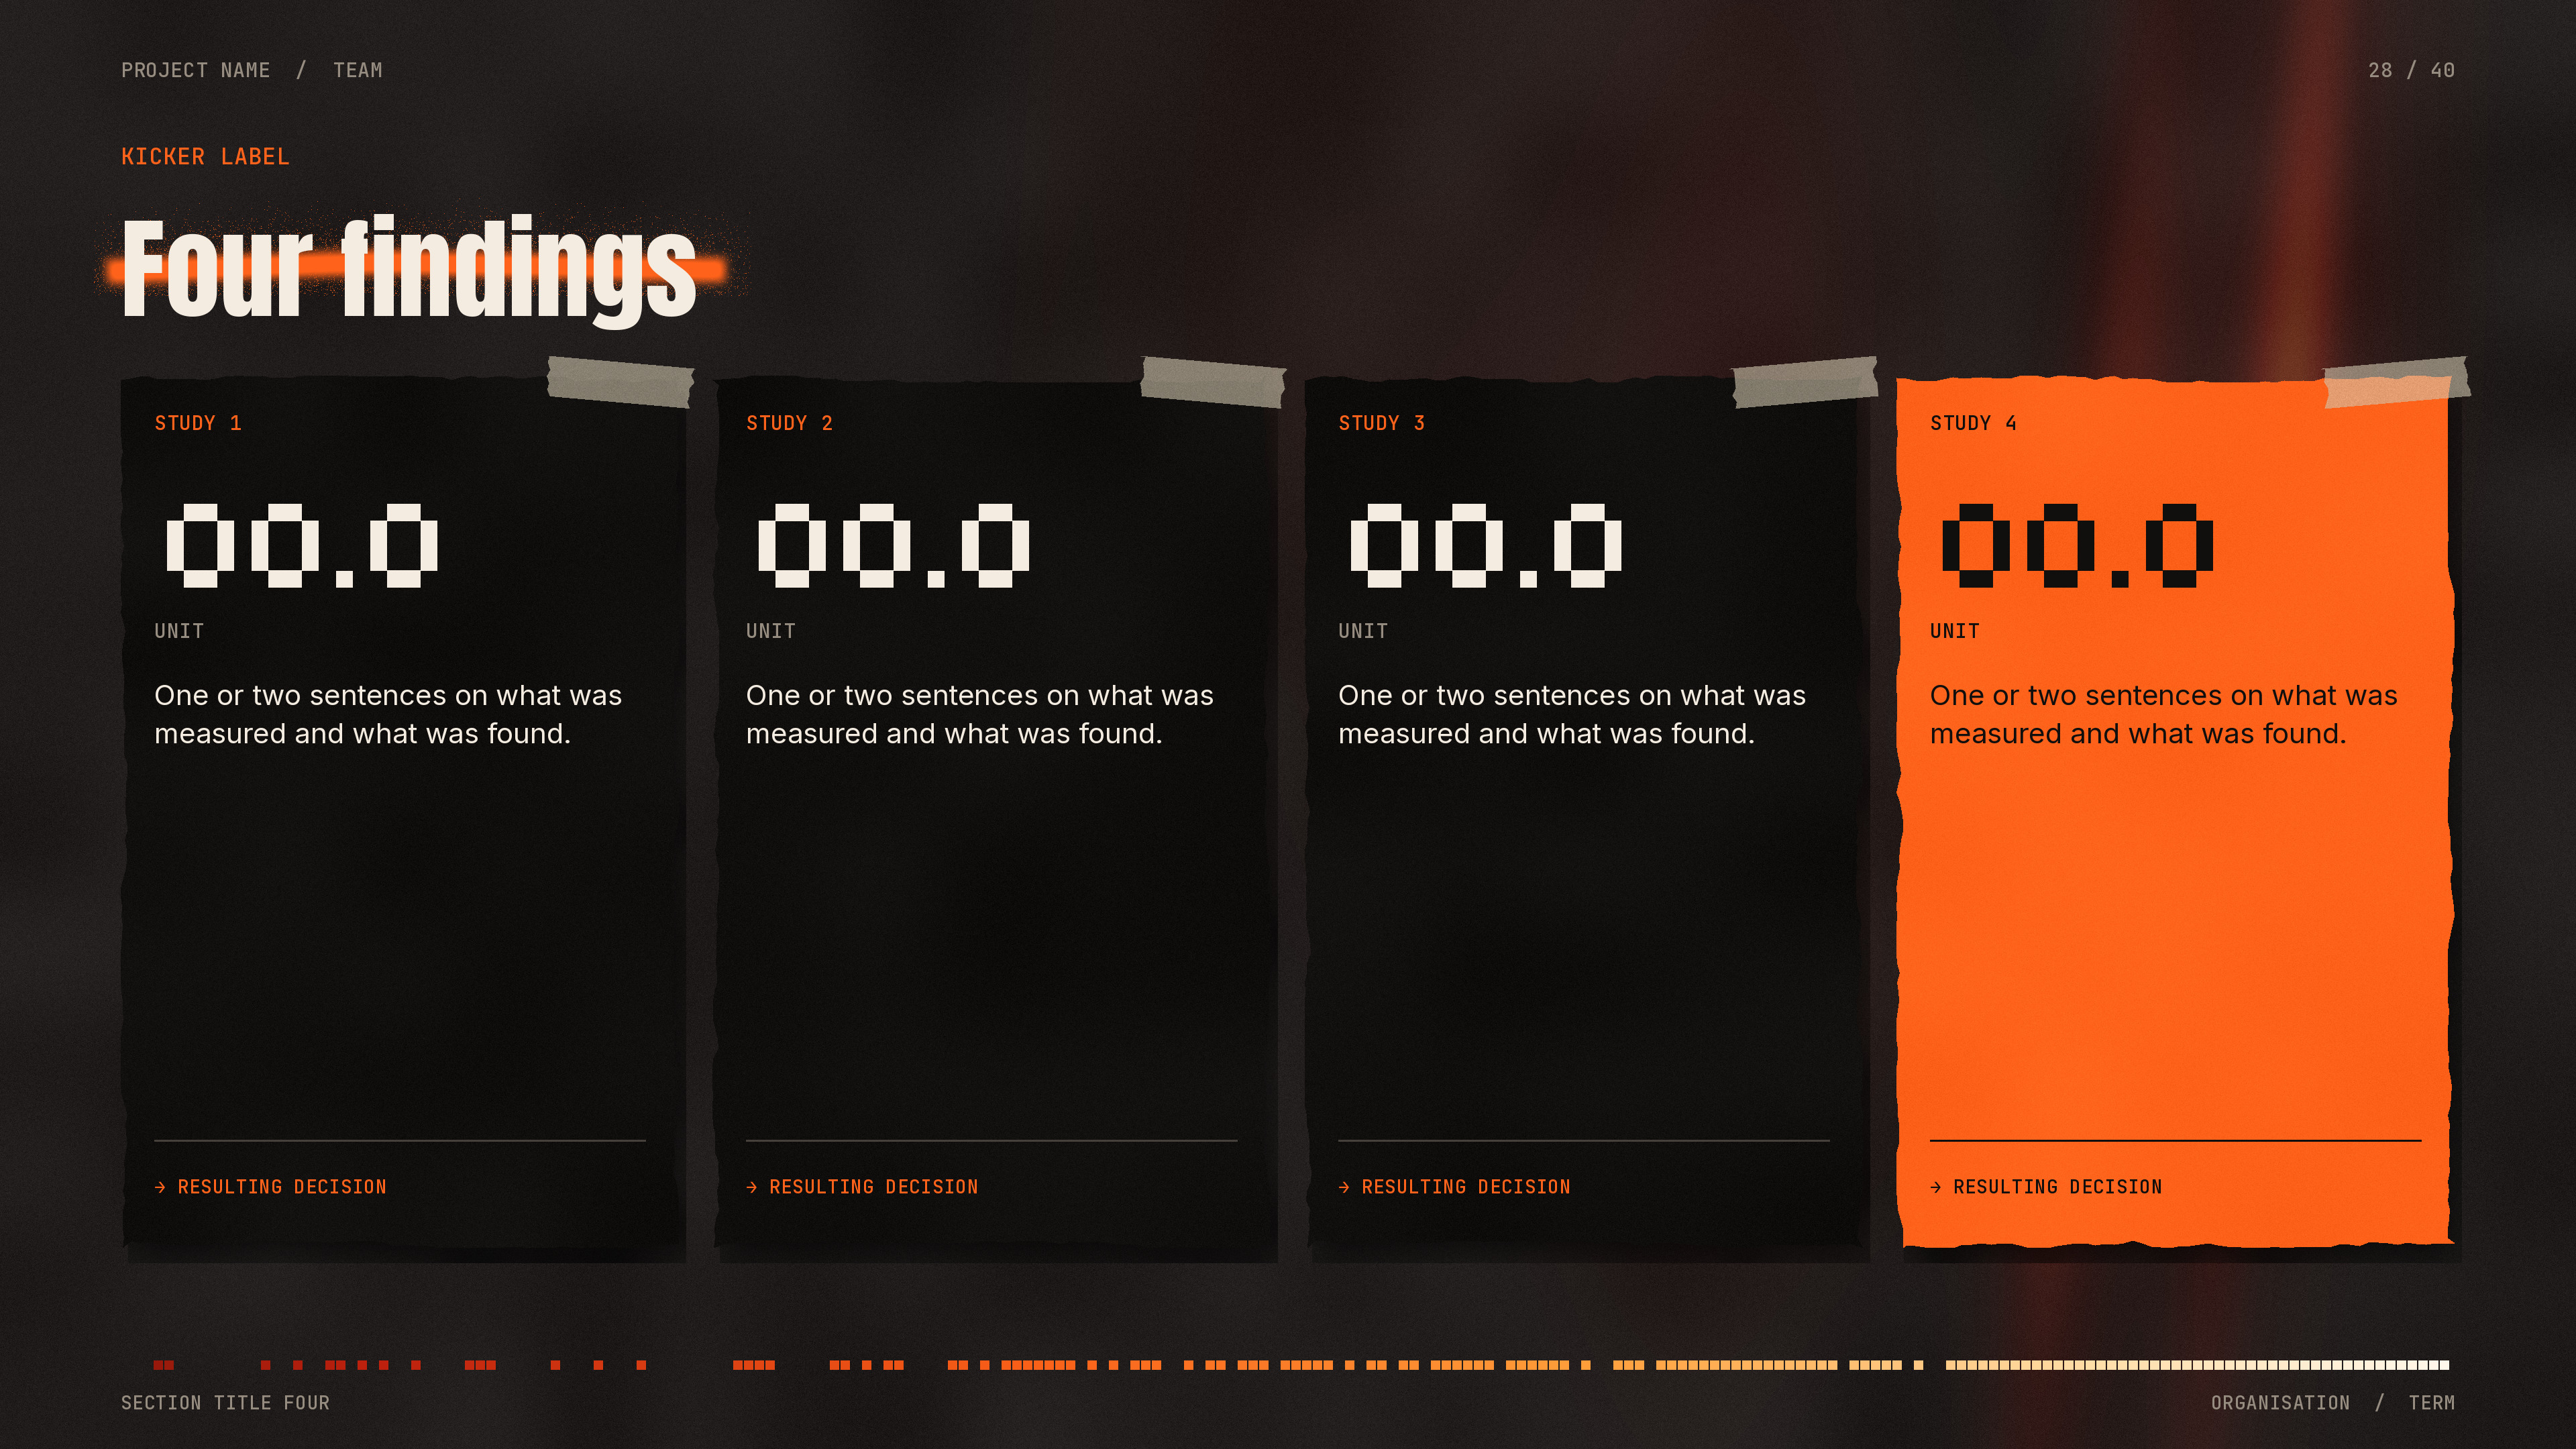 PROJECT NAME / TEAM
28 / 40
KICKER LABEL
Four findings
STUDY 1
00.0
UNIT
One or two sentences on what was
measured and what was found.
→ RESULTING DECISION
STUDY 2
00.0
UNIT
One or two sentences on what was
measured and what was found.
→ RESULTING DECISION
STUDY 3
00.0
UNIT
One or two sentences on what was
measured and what was found.
→ RESULTING DECISION
STUDY 4
00.0
UNIT
One or two sentences on what was
measured and what was found.
→ RESULTING DECISION
SECTION TITLE FOUR
ORGANISATION / TERM